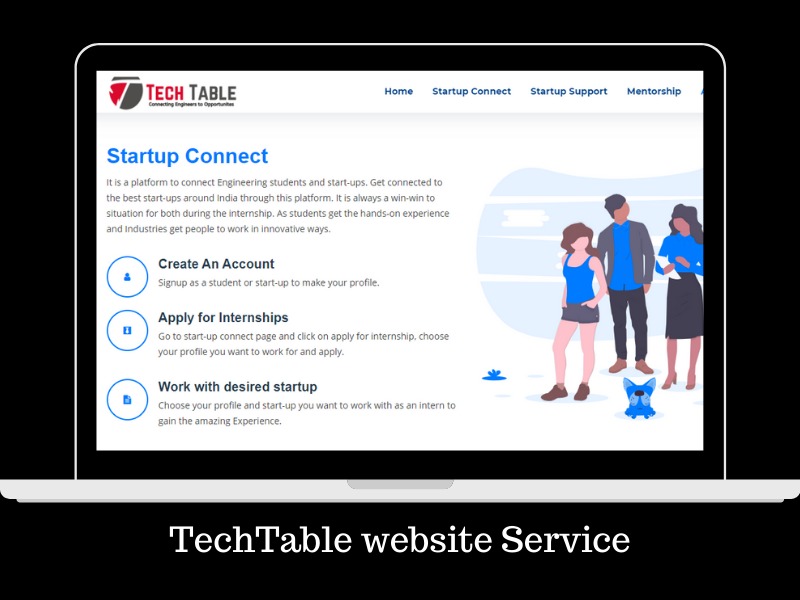 TECH TABLE
Connecting Engineers to Opportunities
Home Startup Connect Startup Support Mentorship
Startup Connect
It is a platform to connect Engineering students and start-ups. Get connected to
the best start-ups around India through this platform. It is always a win-win to
situation for both during the internship. As students get the hands-on experience
and Industries get people to work in innovative ways.
Create An Account
Signup as a student or start-up to make your profile.
Apply for Internships
Go to start-up connect page and click on apply for internship, choose
your profile you want to work for and apply.
Work with desired startup
Choose your profile and start-up you want to work with as an intern to
gain the amazing Experience.
TechTable website Service